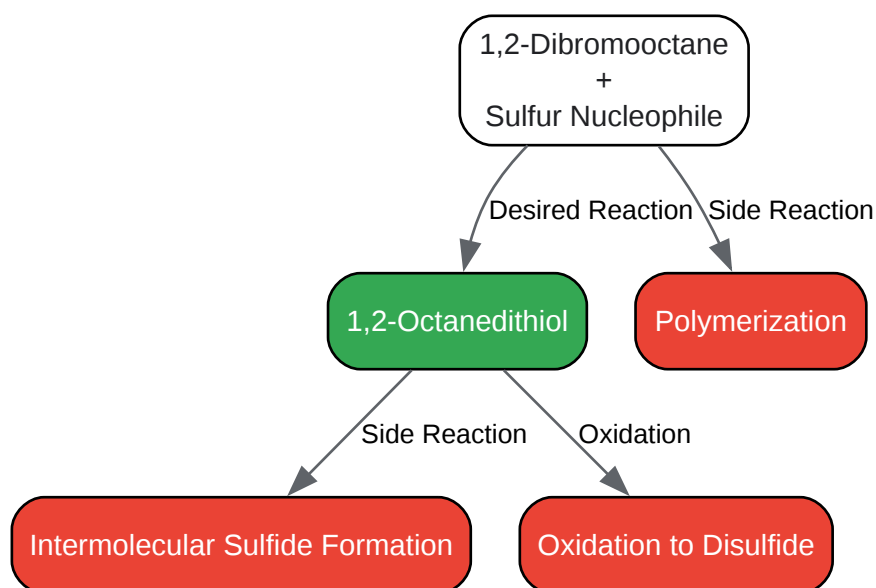 1,2-Dibromooctane
+
Sulfur Nucleophile
Desired Reaction
Side Reaction
1,2-Octanedithiol
Polymerization
Side Reaction
Oxidation
Intermolecular Sulfide Formation
Oxidation to Disulfide